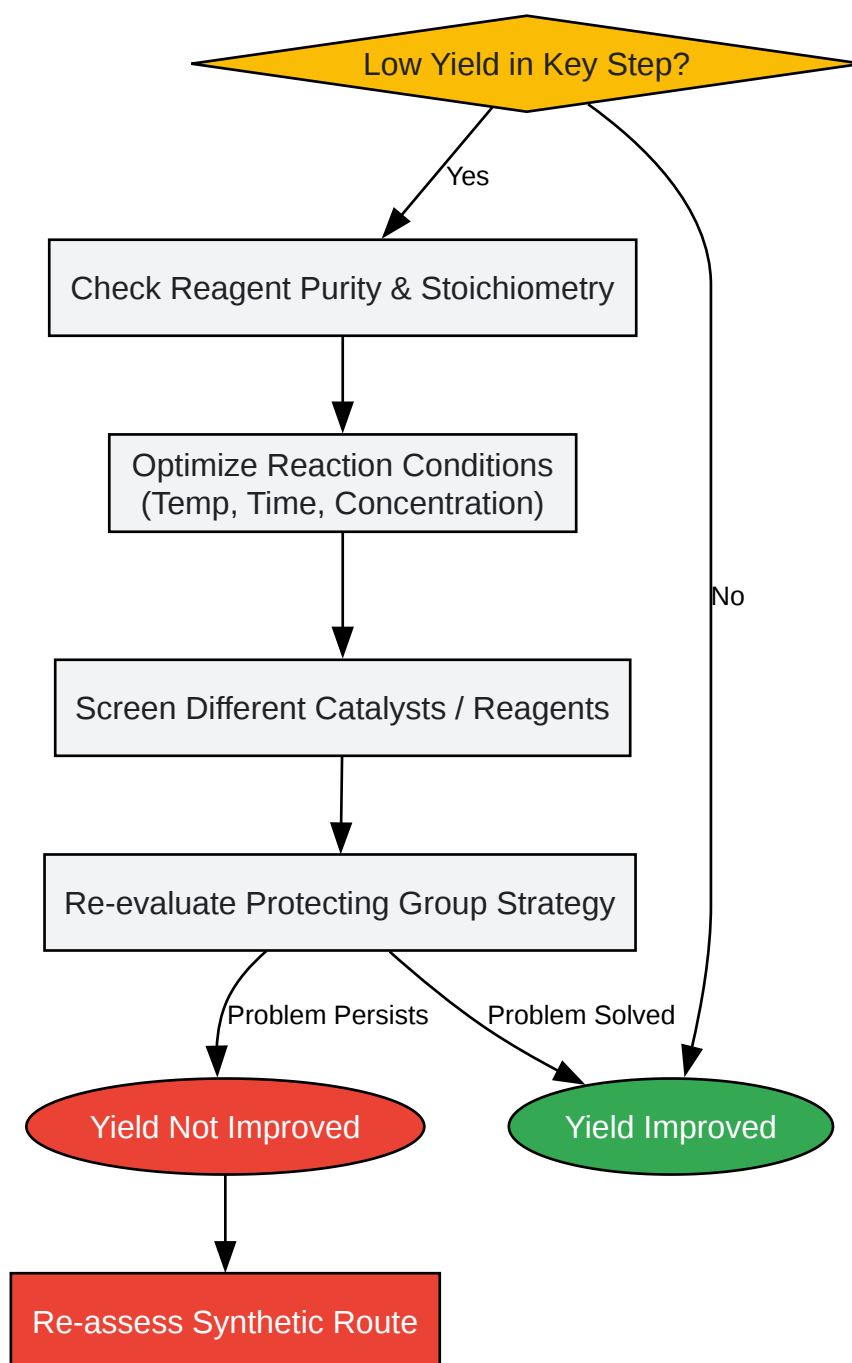 Low Yield in Key Step?
Yes
Check Reagent Purity & Stoichiometry
Optimize Reaction Conditions
(Temp, Time, Concentration)
No
Screen Different Catalysts / Reagents
Re-evaluate Protecting Group Strategy
Problem Persists
Problem Solved
Yield Not Improved
Yield Improved
Re-assess Synthetic Route